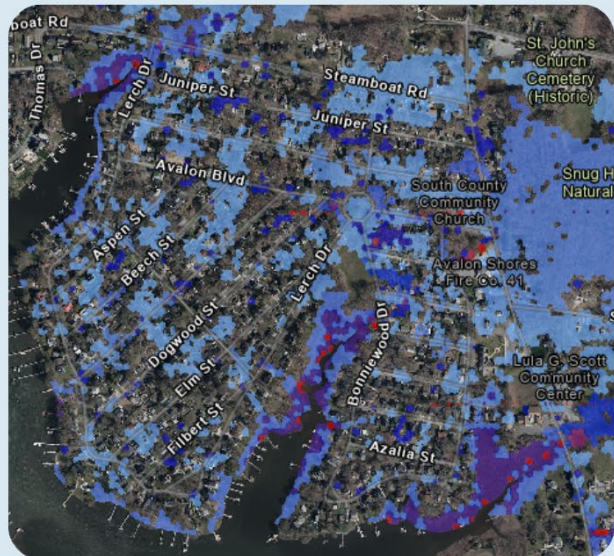 boat Rd
Thomas Dr
Lerch Dr
Juniper St
Steamboat Rd
St. John's
Church
Cemetery
(Historic)
Juniper St
Avalon Blvd
Snug H
Natural
South County
Community
Church
Aspen St
Beech St
Lerch Dr
Avalon Shores
Fire Co. 41
Dogwood St
Bonniewood Dr
Elm St
Lula G. Scott
Community
Center
Filbert St
Azalia St
S